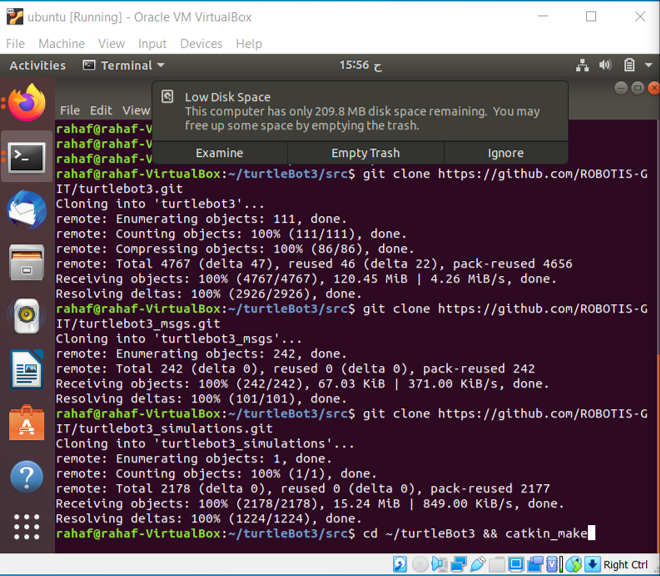 ubuntu [Running] - Oracle VM VirtualBox
File Machine View Input Devices Help
Activities Terminal 15:56 ح
Low Disk Space
This computer has only 209.8 MB disk space remaining. You may
free up some space by emptying the trash.
Examine Empty Trash Ignore
File Edit View
rahaf@rahaf-V
rahaf@rahaf-V
rahaf@rahaf-V
rahaf@rahaf-VirtualBox:~/turtleBot3/src$ git clone https://github.com/ROBOTIS-G
IT/turtlebot3.git
Cloning into 'turtlebot3'...
remote: Enumerating objects: 111, done.
remote: Counting objects: 100% (111/111), done.
remote: Compressing objects: 100% (86/86), done.
remote: Total 4767 (delta 47), reused 46 (delta 22), pack-reused 4656
Receiving objects: 100% (4767/4767), 120.45 MiB | 4.26 MiB/s, done.
Resolving deltas: 100% (2926/2926), done.
rahaf@rahaf-VirtualBox:~/turtleBot3/src$ git clone https://github.com/ROBOTIS-G
IT/turtlebot3_msgs.git
Cloning into 'turtlebot3_msgs'...
remote: Enumerating objects: 242, done.
remote: Total 242 (delta 0), reused 0 (delta 0), pack-reused 242
Receiving objects: 100% (242/242), 67.03 KiB | 371.00 KiB/s, done.
Resolving deltas: 100% (101/101), done.
rahaf@rahaf-VirtualBox:~/turtleBot3/src$ git clone https://github.com/ROBOTIS-G
IT/turtlebot3_simulations.git
Cloning into 'turtlebot3_simulations'...
remote: Enumerating objects: 1, done.
remote: Counting objects: 100% (1/1), done.
remote: Total 2178 (delta 0), reused 0 (delta 0), pack-reused 2177
Receiving objects: 100% (2178/2178), 15.24 MiB | 849.00 KiB/s, done.
Resolving deltas: 100% (1224/1224), done.
rahaf@rahaf-VirtualBox:~/turtleBot3/src$ cd ~/turtleBot3 && catkin_make
Right Ctrl